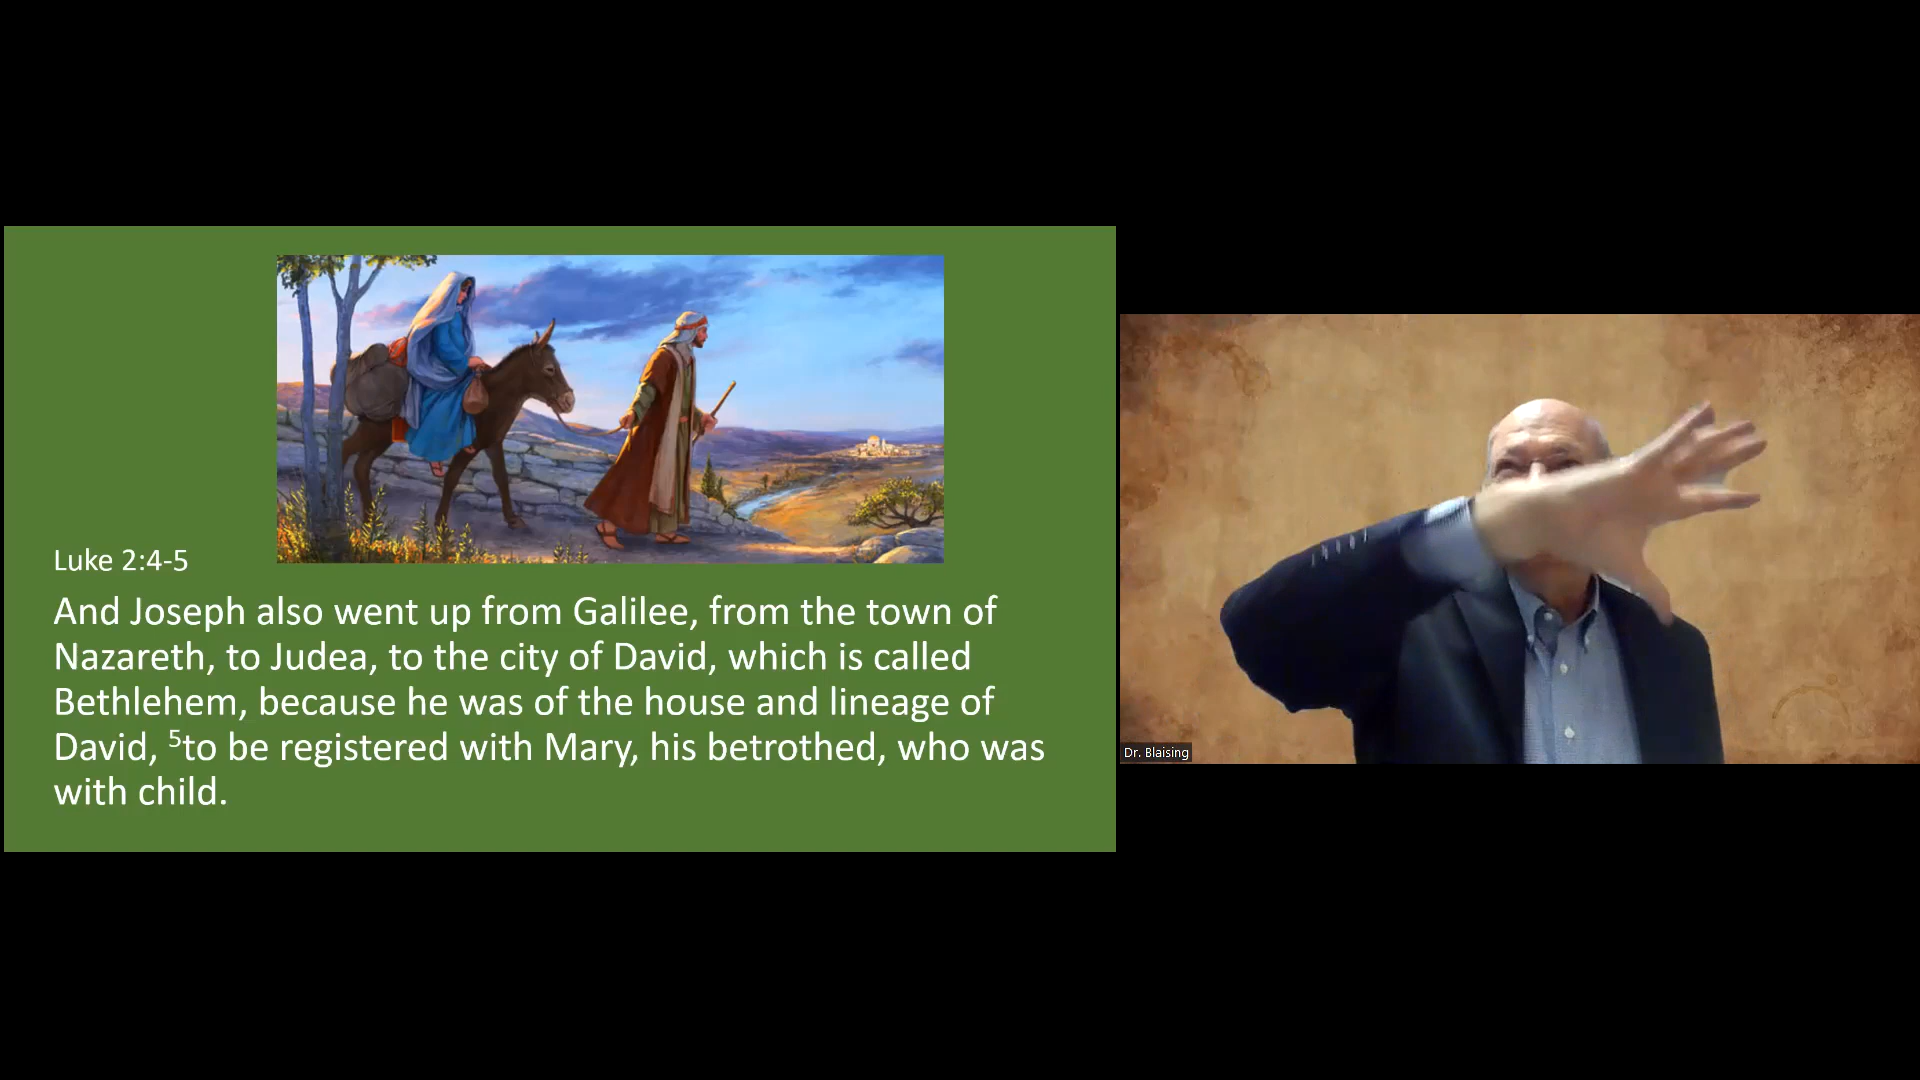 Luke 2:4-5
And Joseph also went up from Galilee, from the town of
Nazareth, to Judea, to the city of David, which is called
Bethlehem, because he was of the house and lineage of
David, ⁵to be registered with Mary, his betrothed, who was
with child.
Dr. Blaising